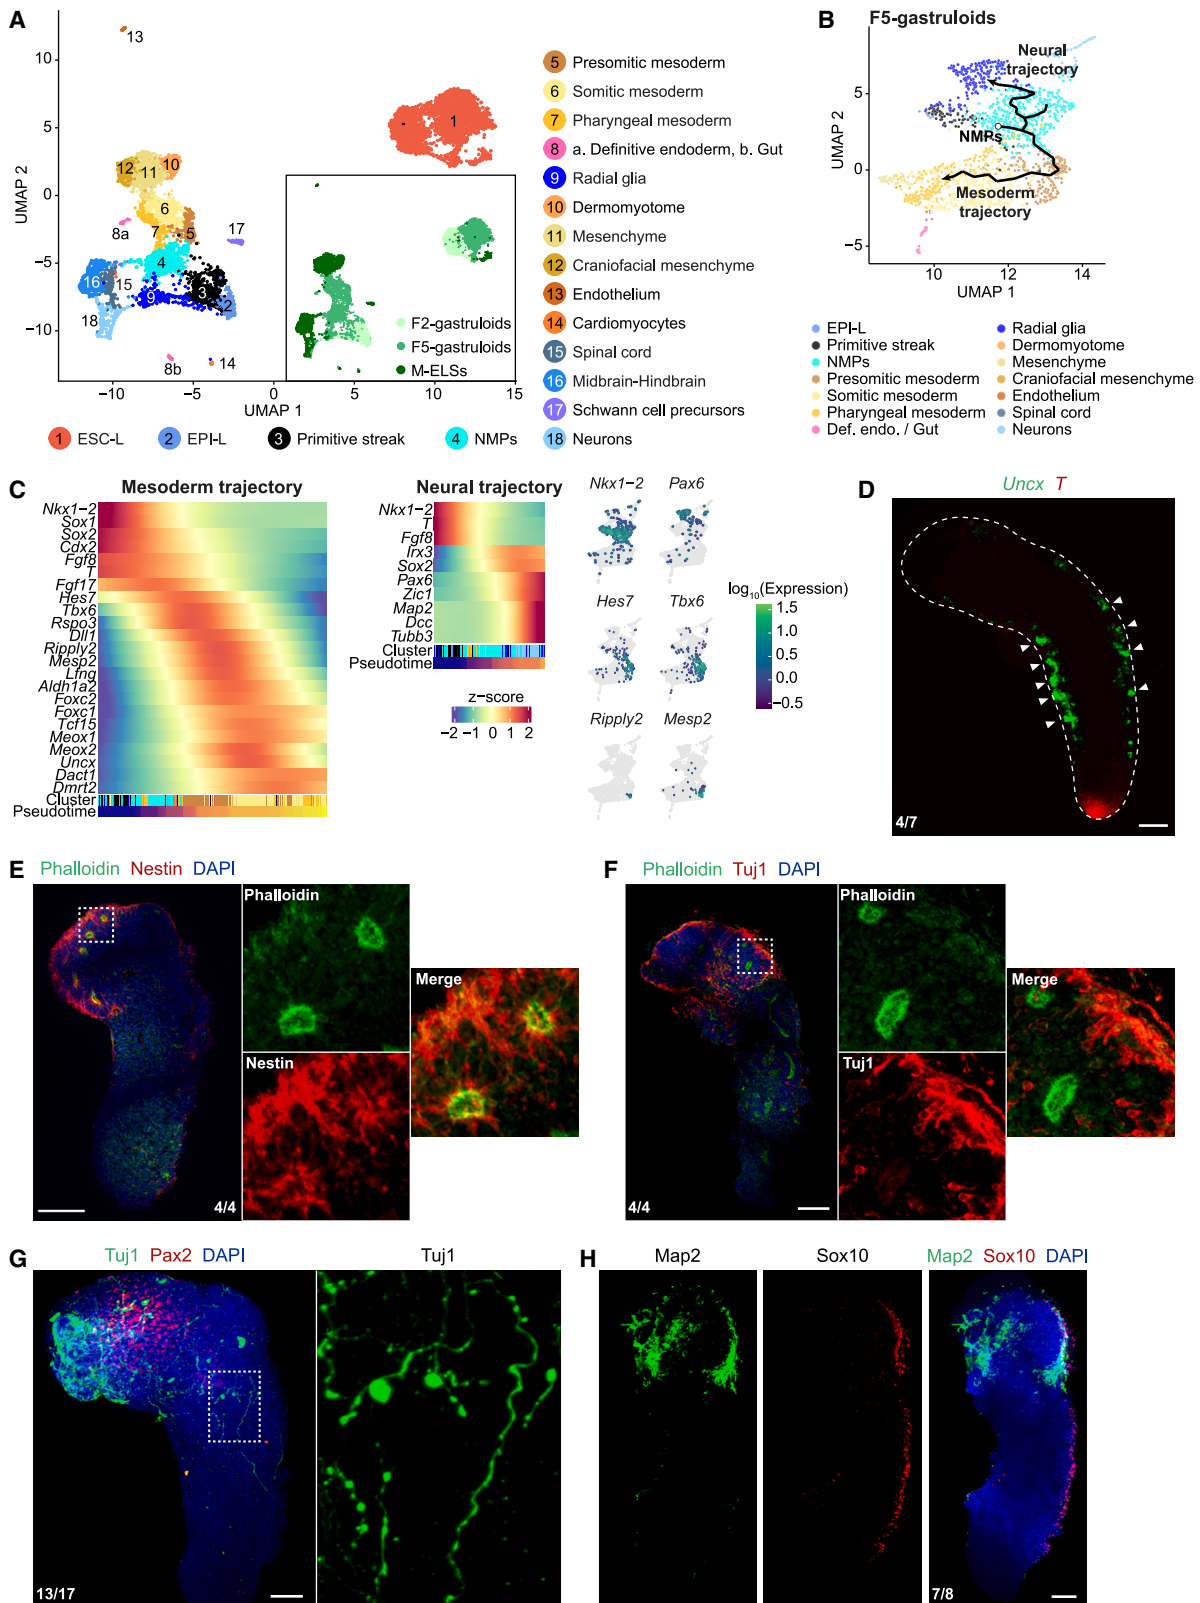 A
UMAP 2
10
5
0
−5
−10
−10
−5
0
5
10
15
UMAP 1
13
1
12
11
10
6
7
5
8a
17
4
16
15
9
3
2
18
8b
14
F2-gastruloids
F5-gastruloids
M-ELSs
5 Presomitic mesoderm
6 Somitic mesoderm
7 Pharyngeal mesoderm
8 a. Definitive endoderm, b. Gut
9 Radial glia
10 Dermomyotome
11 Mesenchyme
12 Craniofacial mesenchyme
13 Endothelium
14 Cardiomyocytes
15 Spinal cord
16 Midbrain-Hindbrain
17 Schwann cell precursors
18 Neurons
1 ESC-L
2 EPI-L
3 Primitive streak
4 NMPs
B
F5-gastruloids
UMAP 2
5
0
−5
10
12
14
UMAP 1
Neural
trajectory
NMPs
Mesoderm
trajectory
EPI-L
Primitive streak
NMPs
Presomitic mesoderm
Somitic mesoderm
Pharyngeal mesoderm
Def. endo. / Gut
Radial glia
Dermomyotome
Mesenchyme
Craniofacial mesenchyme
Endothelium
Spinal cord
Neurons
C
Mesoderm trajectory
Nkx1−2
Sox1
Sox2
Cdx2
Fgf8
T
Fgf17
Hes7
Tbx6
Rspo3
Dll1
Ripply2
Mesp2
Lfng
Aldh1a2
Foxc2
Foxc1
Tcf15
Meox1
Meox2
Uncx
Dact1
Dmrt2
Cluster
Pseudotime
Neural trajectory
Nkx1−2
T
Fgf8
Irx3
Sox2
Pax6
Zic1
Map2
Dcc
Tubb3
Cluster
Pseudotime
z−score
−2 −1 0 1 2
Nkx1−2
Pax6
Hes7
Tbx6
Ripply2
Mesp2
log10(Expression)
1.5
1.0
0.5
0.0
−0.5
D
Uncx T
4/7
E
Phalloidin Nestin DAPI
Phalloidin
Nestin
Merge
4/4
F
Phalloidin Tuj1 DAPI
Phalloidin
Tuj1
Merge
4/4
G
Tuj1 Pax2 DAPI
Tuj1
13/17
H
Map2
Sox10
Map2 Sox10 DAPI
7/8